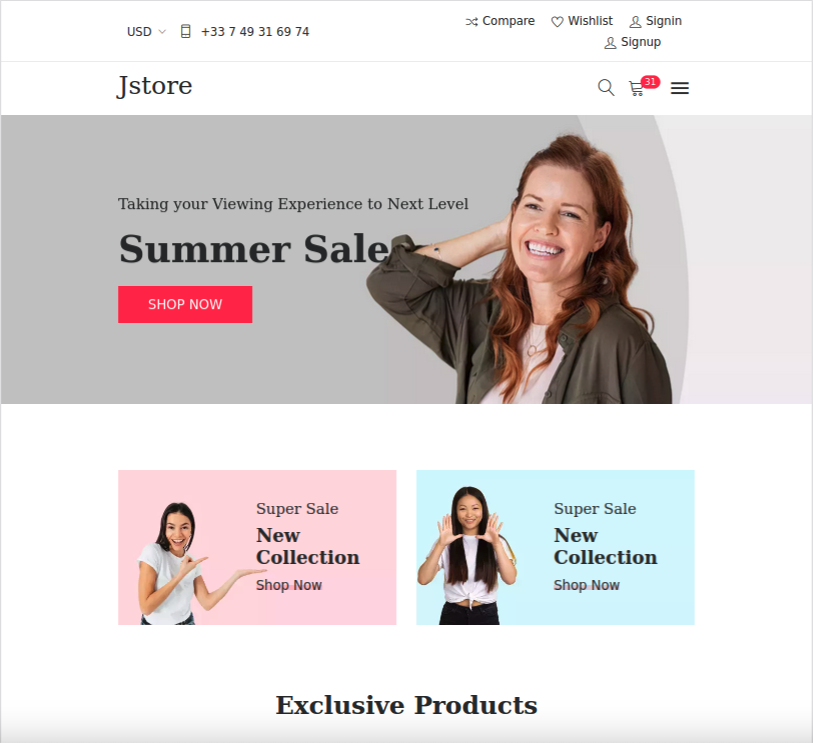 USD
+33 7 49 31 69 74
Compare
Wishlist
Signin
Signup
Jstore
31
Taking your Viewing Experience to Next Level
Summer Sale
SHOP NOW
Super Sale
New
Collection
Shop Now
Super Sale
New
Collection
Shop Now
Exclusive Products